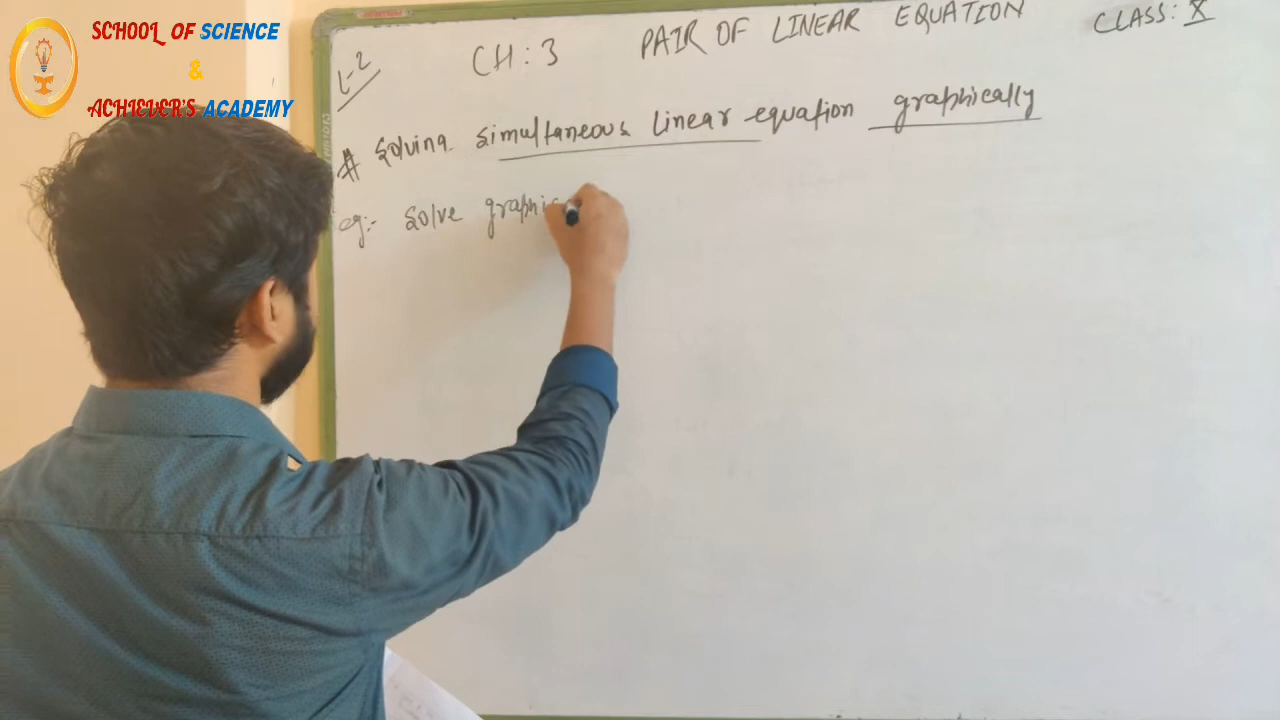 SCHOOL OF SCIENCE
&
ACHIEVER'S ACADEMY
L-2
CH: 3 PAIR OF LINEAR EQUATION CLASS: X
# Solving simultaneous linear equation graphically
eg:- Solve graphic